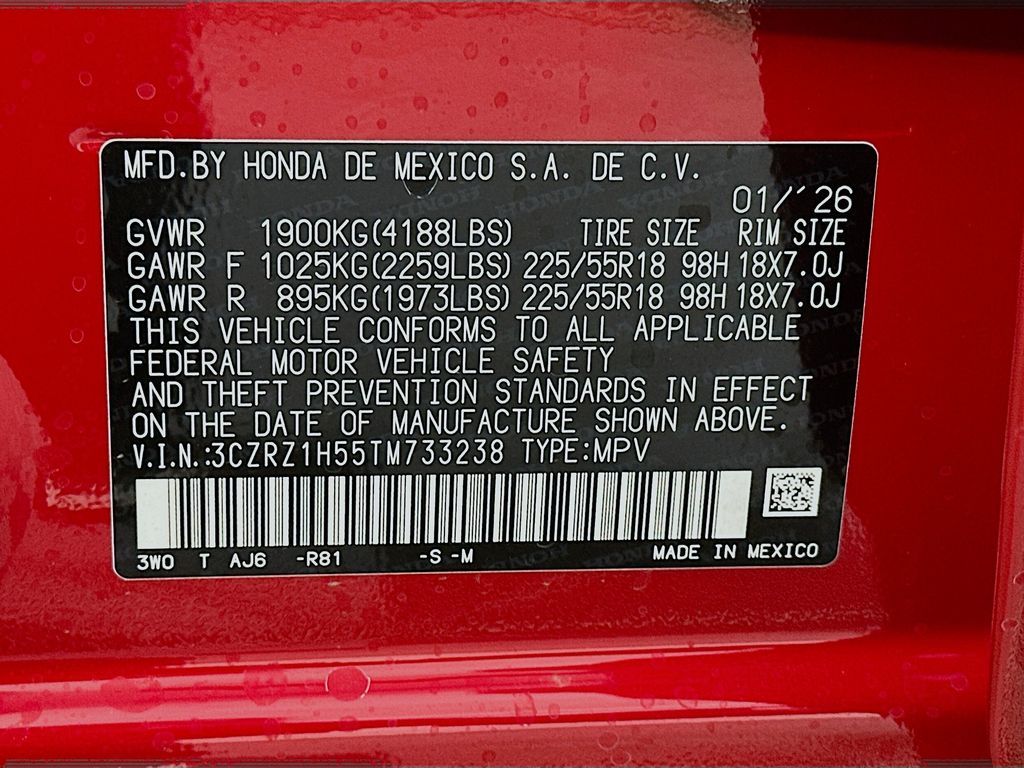 MFD.BY HONDA DE MEXICO S.A. DE C.V.
01/´26
GVWR 1900KG(4188LBS) TIRE SIZE RIM SIZE
GAWR F 1025KG(2259LBS) 225/55R18 98H 18X7.0J
GAWR R 895KG(1973LBS) 225/55R18 98H 18X7.0J
THIS VEHICLE CONFORMS TO ALL APPLICABLE
FEDERAL MOTOR VEHICLE SAFETY
AND THEFT PREVENTION STANDARDS IN EFFECT
ON THE DATE OF MANUFACTURE SHOWN ABOVE.
V.I.N.:3CZRZ1H55TM733238 TYPE:MPV
3W0 T AJ6 -R81 -S -M MADE IN MEXICO